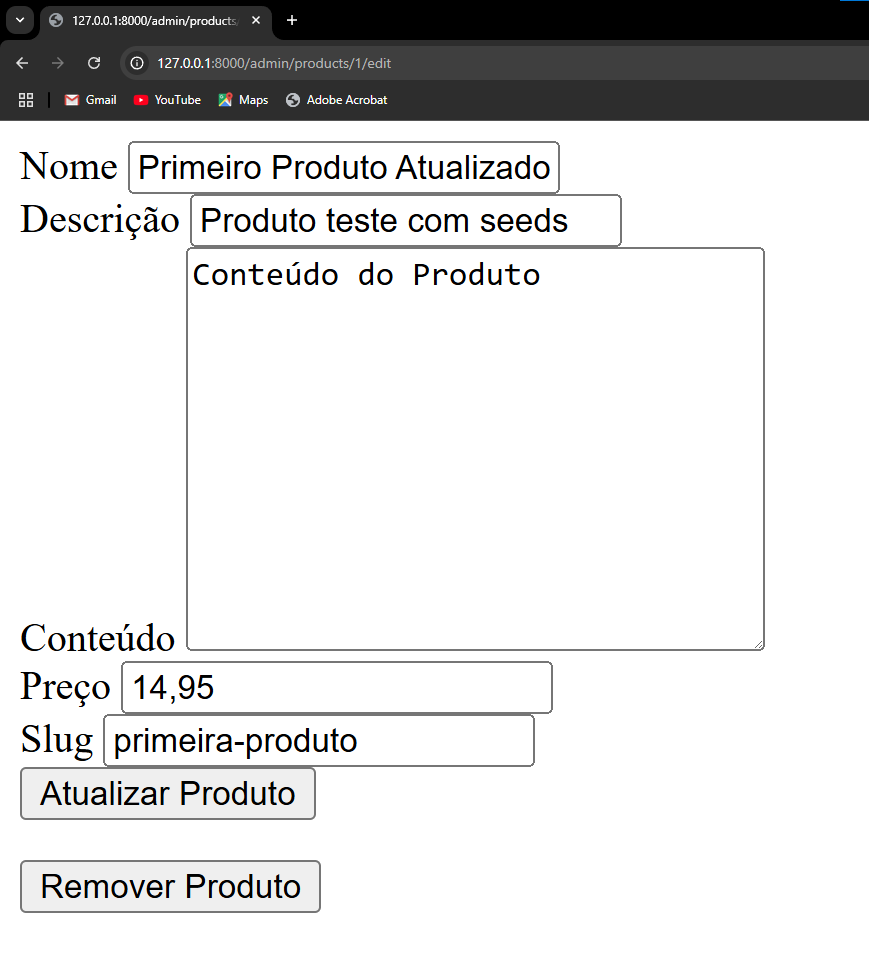 127.0.0.1:8000/admin/products/
127.0.0.1:8000/admin/products/1/edit
Gmail YouTube Maps Adobe Acrobat
Nome Primeiro Produto Atualizado
Descrição Produto teste com seeds
Conteúdo do Produto
Conteúdo
Preço 14,95
Slug primeira-produto
Atualizar Produto
Remover Produto